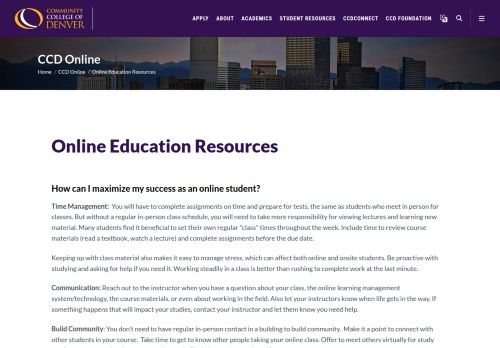 COMMUNITY
COLLEGE OF
DENVER
APPLY ABOUT ACADEMICS STUDENT RESOURCES CCDCONNECT CCD FOUNDATION
CCD Online
Home / CCD Online / Online Education Resources
Online Education Resources
How can I maximize my success as an online student?
Time Management: You will have to complete assignments on time and prepare for tests, the same as students who meet in person for
classes. But without a regular in-person class schedule, you will need to take more responsibility for viewing lectures and learning new
material. Many students find it beneficial to set their own regular "class" times throughout the week. Include time to review course
materials (read a textbook, watch a lecture) and complete assignments before the due date.
Keeping up with class material also makes it easy to manage stress, which can affect both online and onsite students. Be proactive with
studying and asking for help if you need it. Working steadily in a class is better than rushing to complete work at the last minute.
Communication: Reach out to the instructor when you have a question about your class, the online learning management
system/technology, the course materials, or even about working in the field. Also let your instructors know when life gets in the way. If
something happens that will impact your studies, contact your instructor and let them know you need help.
Build Community: You don't need to have regular in-person contact in a building to build community. Make it a point to connect with
other students in your course. Take time to get to know other people taking your online class. Offer to meet others virtually for study